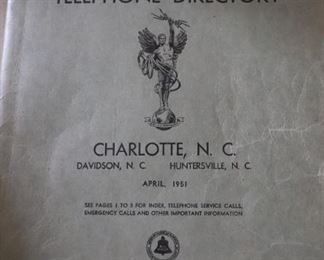 TELEPHONE DIRECTORY
CHARLOTTE, N. C.
DAVIDSON, N. C. HUNTERSVILLE, N. C.
APRIL, 1951
SEE PAGES 1 TO 5 FOR INDEX, TELEPHONE SERVICE CALLS,
EMERGENCY CALLS AND OTHER IMPORTANT INFORMATION